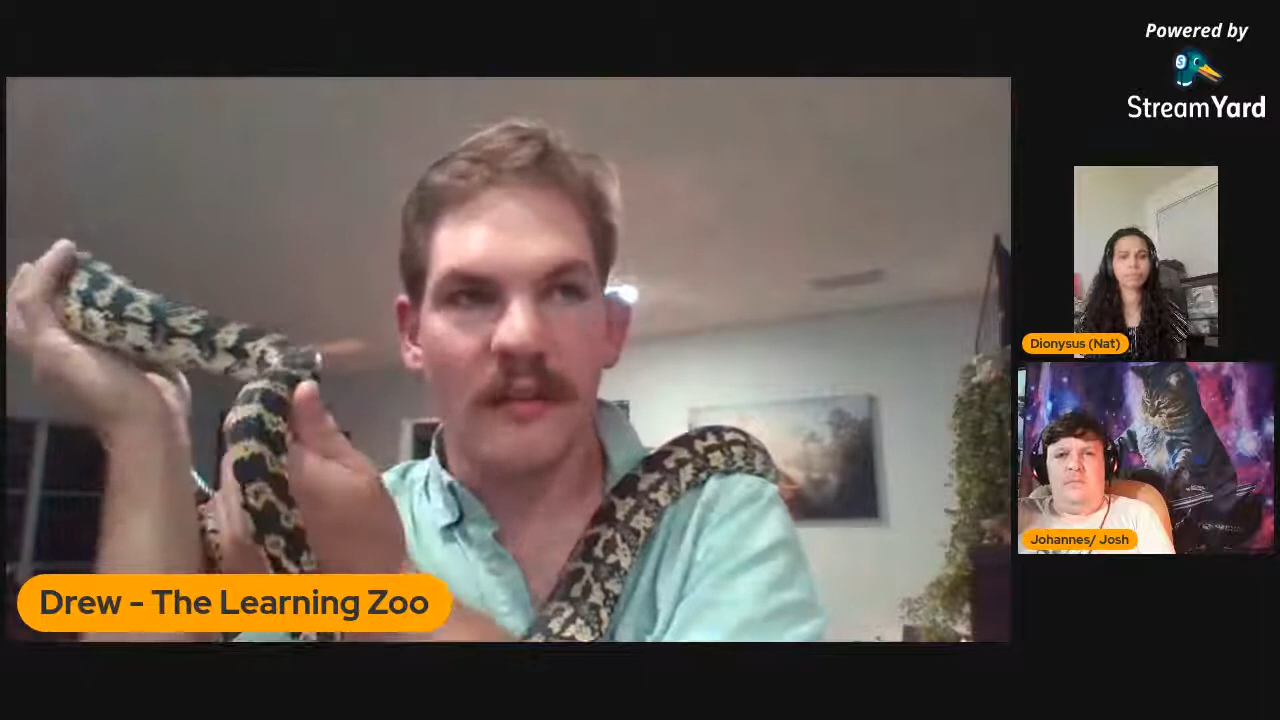 Powered by
StreamYard
Dionysus (Nat)
Johannes/ Josh
Drew - The Learning Zoo